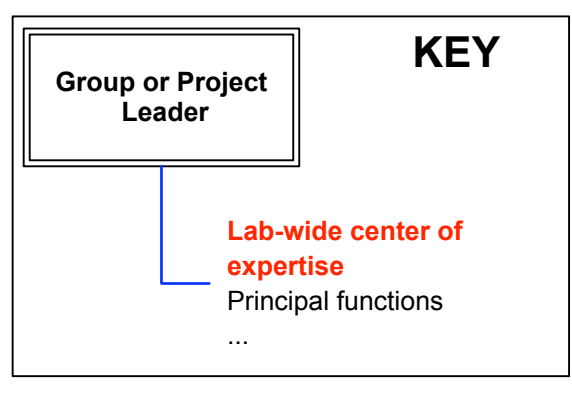 KEY
Group or Project
Leader
Lab-wide center of
expertise
Principal functions
...